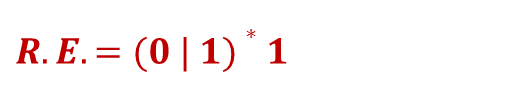 R.E.= (0 | 1)* 1